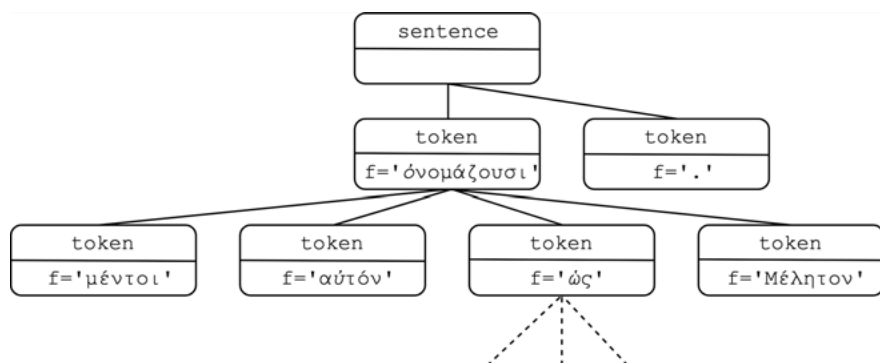 sentence
token token
f='ὀνομάζουσι' f='.'
token token token token
f='μέντοι' f='αὐτόν' f='ὡς' f='Μέλητον'